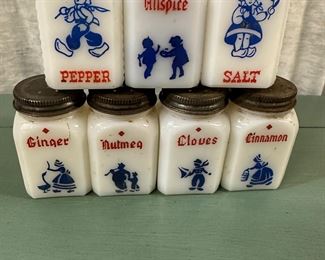 Allspice
PEPPER
SALT
Ginger
Nutmeg
Cloves
Cinnamon